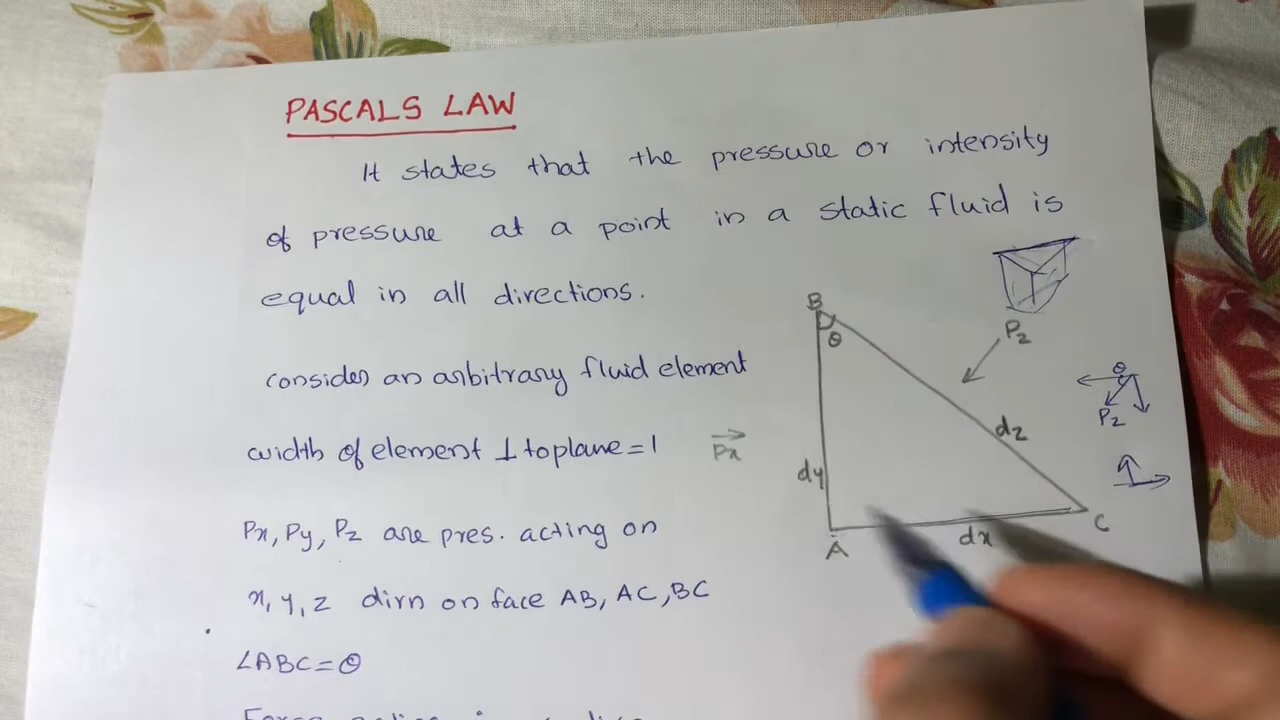 PASCALS LAW
It states that the pressure or intensity
of pressure at a point in a static fluid is
equal in all directions.
consider an arbitrary fluid element
width of element ⊥ to plane = 1
Px, Py, Pz are pres. acting on
x, y, z dirn on face AB, AC, BC
∠ABC = θ
B
θ
Pz
dz
Px
dy
A
dx
C
θ
Pz